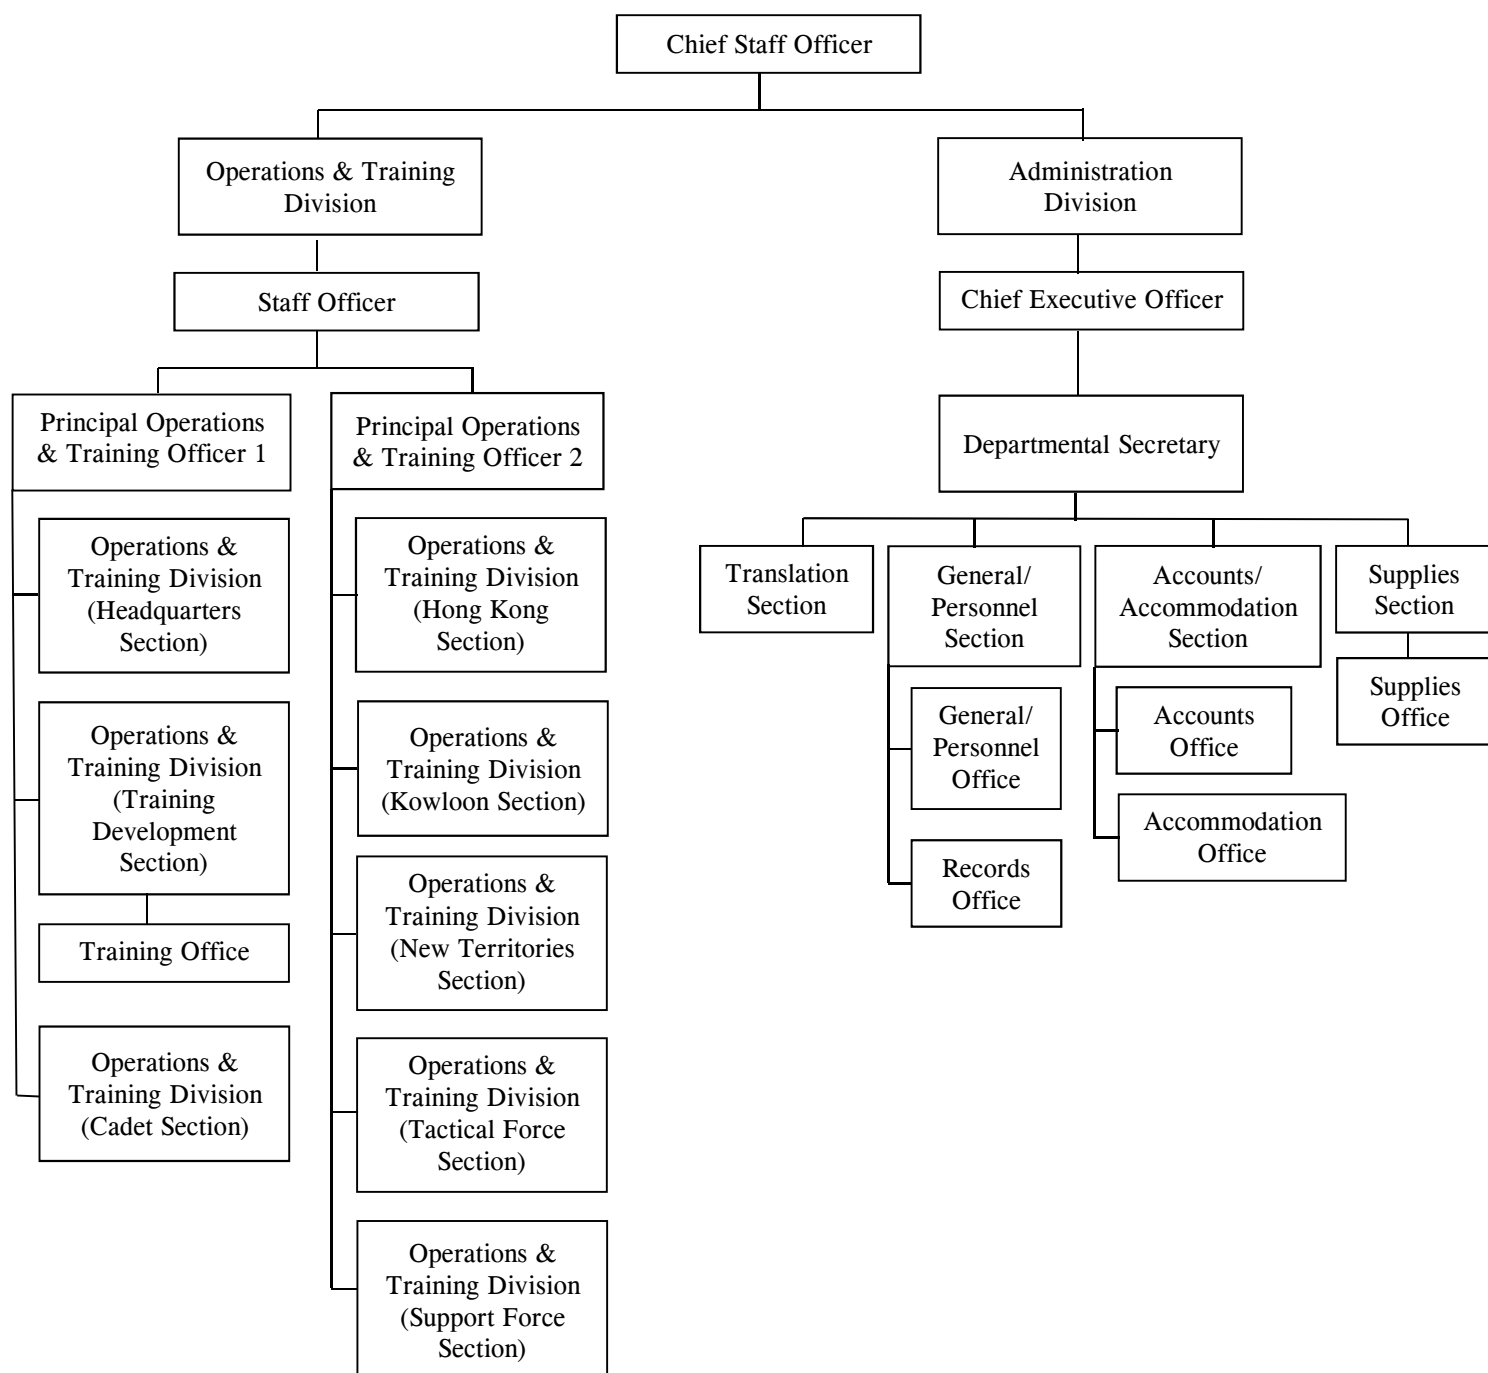 Chief Staff Officer
Operations & Training
Division
Administration
Division
Staff Officer
Chief Executive Officer
Principal Operations
& Training Officer 1
Principal Operations
& Training Officer 2
Departmental Secretary
Operations &
Training Division
(Headquarters
Section)
Operations &
Training Division
(Training
Development
Section)
Training Office
Operations &
Training Division
(Cadet Section)
Operations &
Training Division
(Hong Kong
Section)
Operations &
Training Division
(Kowloon Section)
Operations &
Training Division
(New Territories
Section)
Operations &
Training Division
(Tactical Force
Section)
Operations &
Training Division
(Support Force
Section)
Translation
Section
General/
Personnel
Section
General/
Personnel
Office
Records
Office
Accounts/
Accommodation
Section
Accounts
Office
Accommodation
Office
Supplies
Section
Supplies
Office